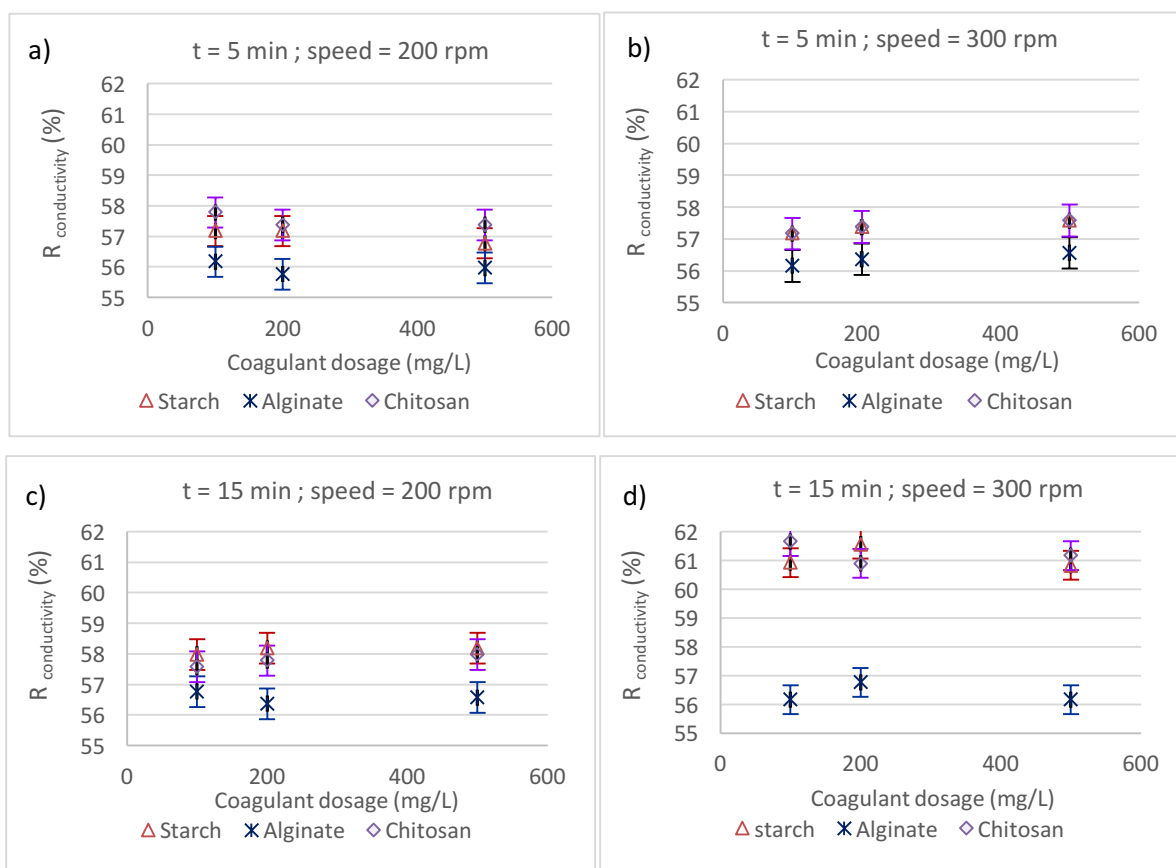 a)
t = 5 min ; speed = 200 rpm
R conductivity (%)
62
61
60
59
58
57
56
55
0 200 400 600
Coagulant dosage (mg/L)
Starch Alginate Chitosan
b)
t = 5 min ; speed = 300 rpm
R conductivity (%)
62
61
60
59
58
57
56
55
0 200 400 600
Coagulant dosage (mg/L)
Starch Alginate Chitosan
c)
t = 15 min ; speed = 200 rpm
R conductivity (%)
62
61
60
59
58
57
56
55
0 200 400 600
Coagulant dosage (mg/L)
Starch Alginate Chitosan
d)
t = 15 min ; speed = 300 rpm
R conductivity (%)
62
61
60
59
58
57
56
55
0 200 400 600
Coagulant dosage (mg/L)
starch Alginate Chitosan